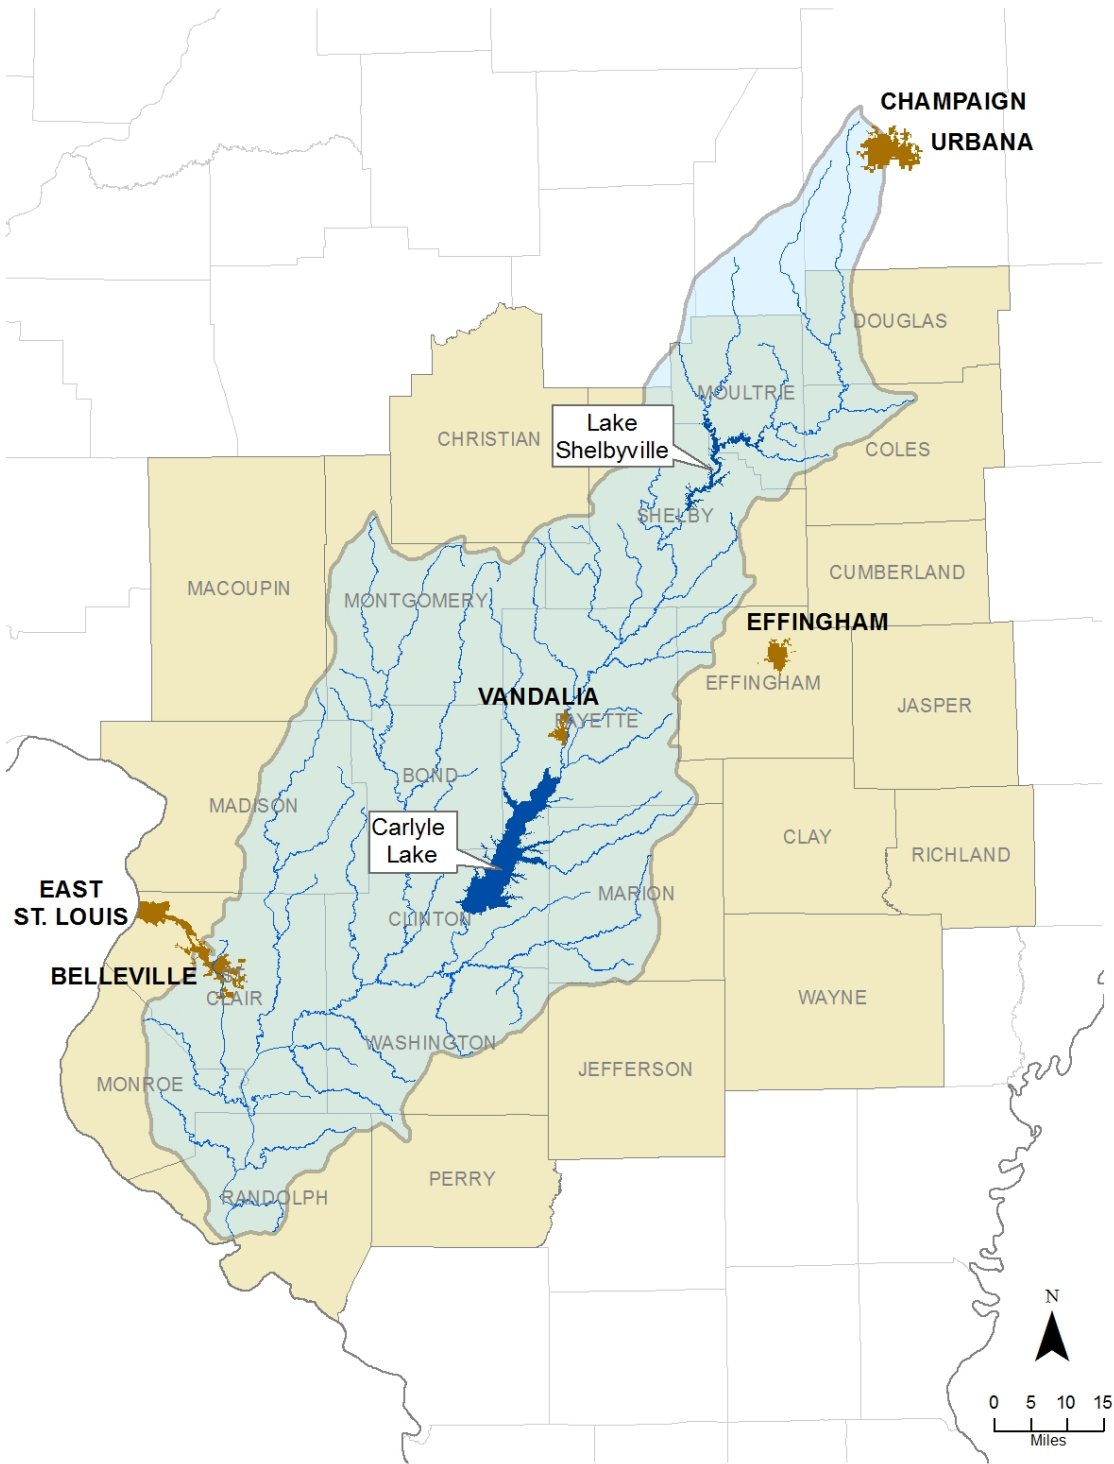 CHAMPAIGN
URBANA
DOUGLAS
MOULTRIE
Lake
Shelbyville
CHRISTIAN
COLES
SHELBY
CUMBERLAND
MACOUPIN
MONTGOMERY
EFFINGHAM
EFFINGHAM
VANDALIA
FAYETTE
JASPER
BOND
MADISON
Carlyle
Lake
CLAY
RICHLAND
EAST
ST. LOUIS
MARION
CLINTON
BELLEVILLE
ST
CLAIR
WAYNE
WASHINGTON
JEFFERSON
MONROE
PERRY
RANDOLPH
N
0 5 10 15
Miles